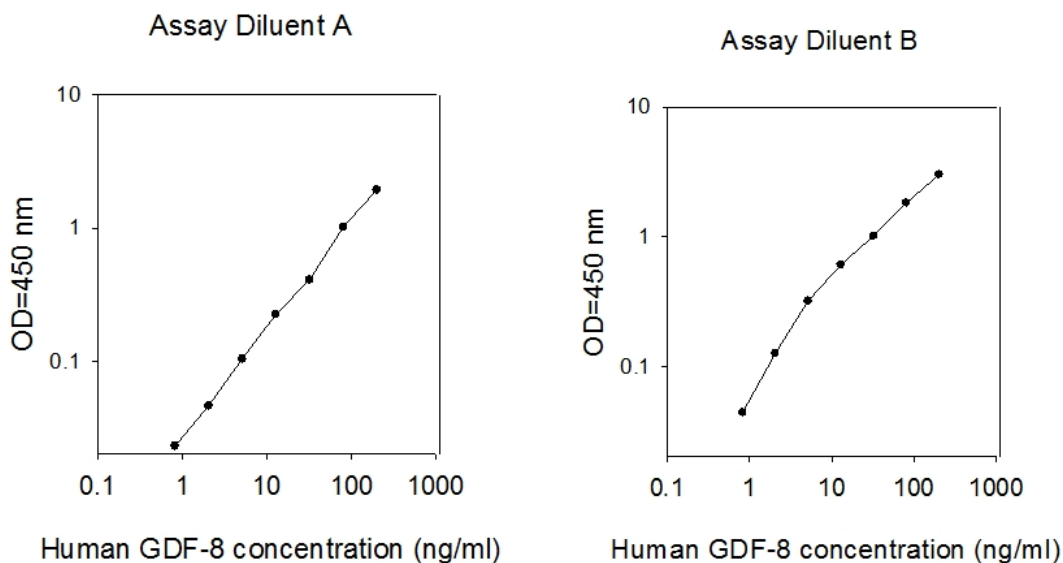 Assay Diluent A
10
1
0.1
OD=450 nm
0.1 1 10 100 1000
Human GDF-8 concentration (ng/ml)
Assay Diluent B
10
1
0.1
OD=450 nm
0.1 1 10 100 1000
Human GDF-8 concentration (ng/ml)